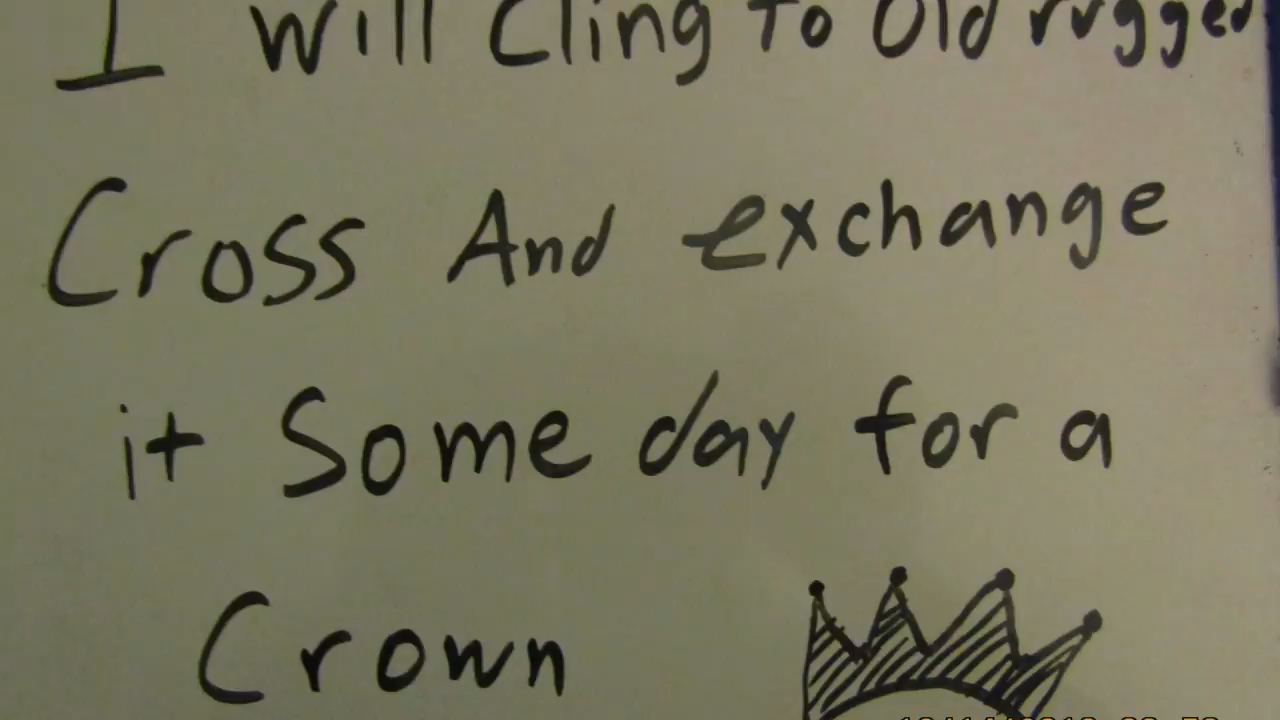 I will Cling To Old rugged
Cross And exchange
it Some day for a
Crown